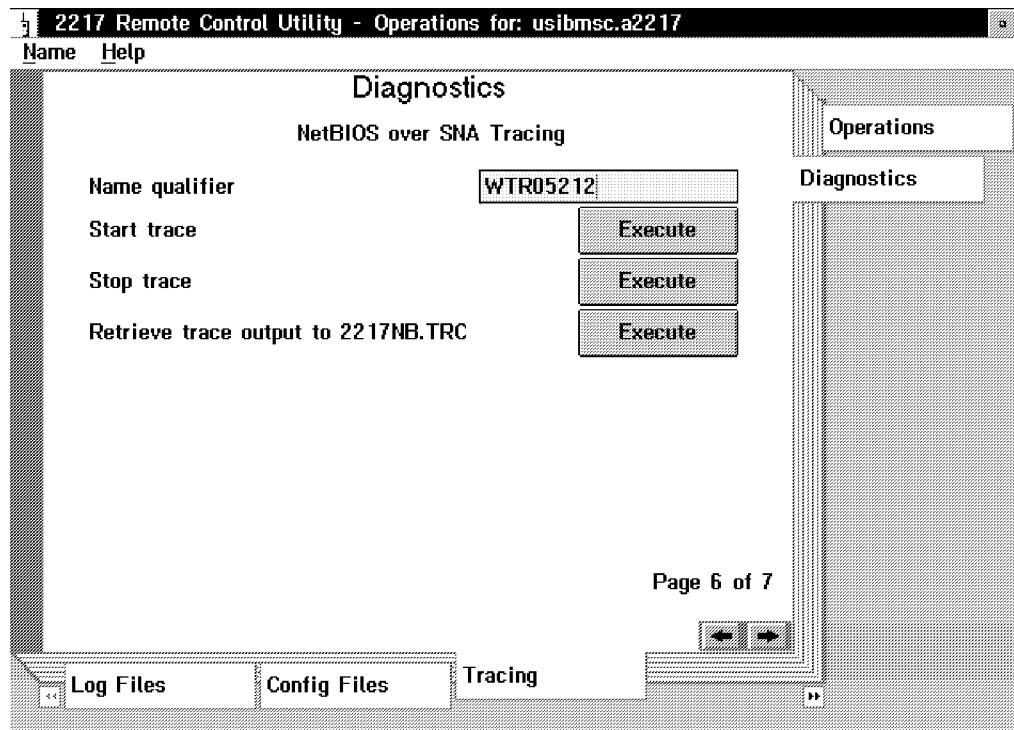 2217 Remote Control Utility - Operations for: usibmsc.a2217
Name Help
Diagnostics
NetBIOS over SNA Tracing
Operations
Diagnostics
Name qualifier WTR05212
Start trace Execute
Stop trace Execute
Retrieve trace output to 2217NB.TRC Execute
Page 6 of 7
Log Files Config Files Tracing